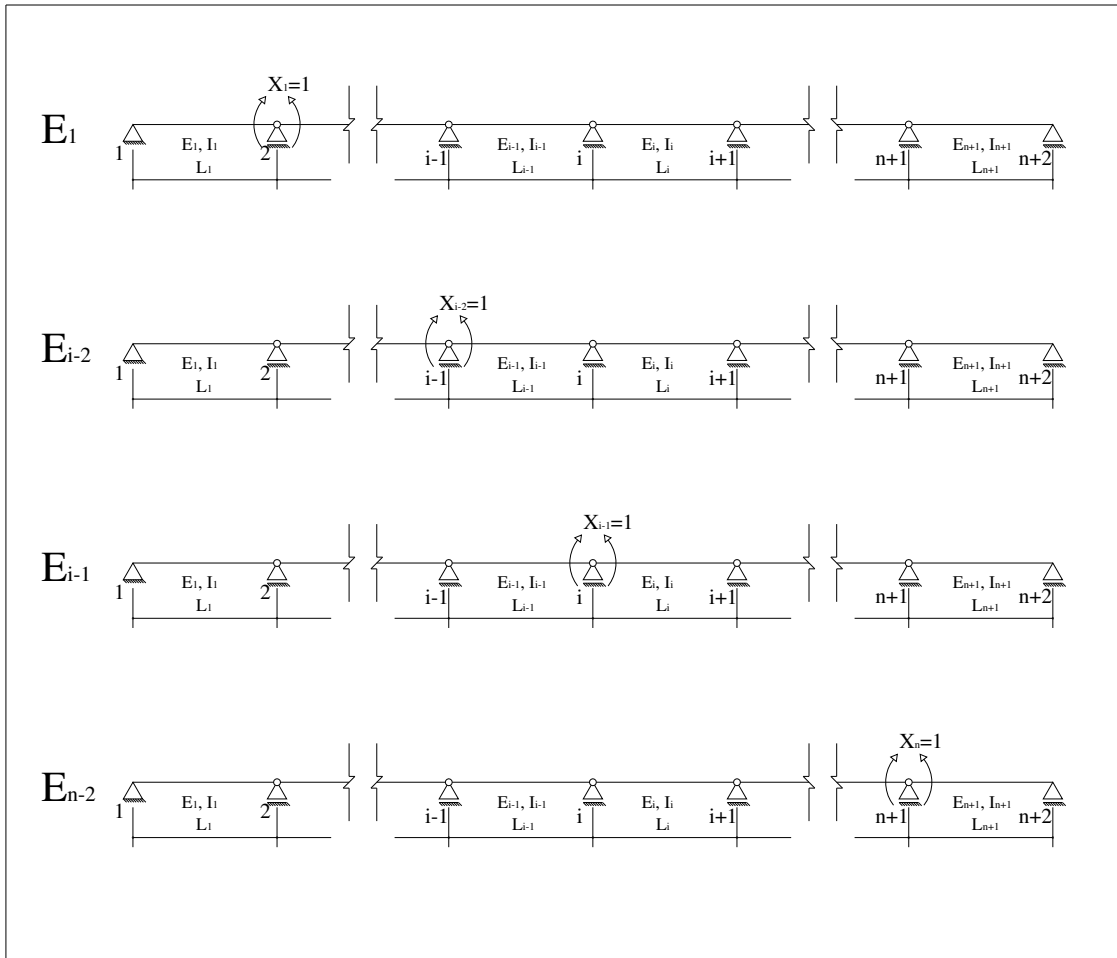 X1=1
E1
1 E1, I1 2 i-1 Ei-1, Ii-1 i Ei, Ii i+1 n+1 En+1, In+1 n+2
L1 Li-1 Li Ln+1
Xi-2=1
Ei-2
1 E1, I1 2 i-1 Ei-1, Ii-1 i Ei, Ii i+1 n+1 En+1, In+1 n+2
L1 Li-1 Li Ln+1
Xi-1=1
Ei-1
1 E1, I1 2 i-1 Ei-1, Ii-1 i Ei, Ii i+1 n+1 En+1, In+1 n+2
L1 Li-1 Li Ln+1
Xn=1
En-2
1 E1, I1 2 i-1 Ei-1, Ii-1 i Ei, Ii i+1 n+1 En+1, In+1 n+2
L1 Li-1 Li Ln+1